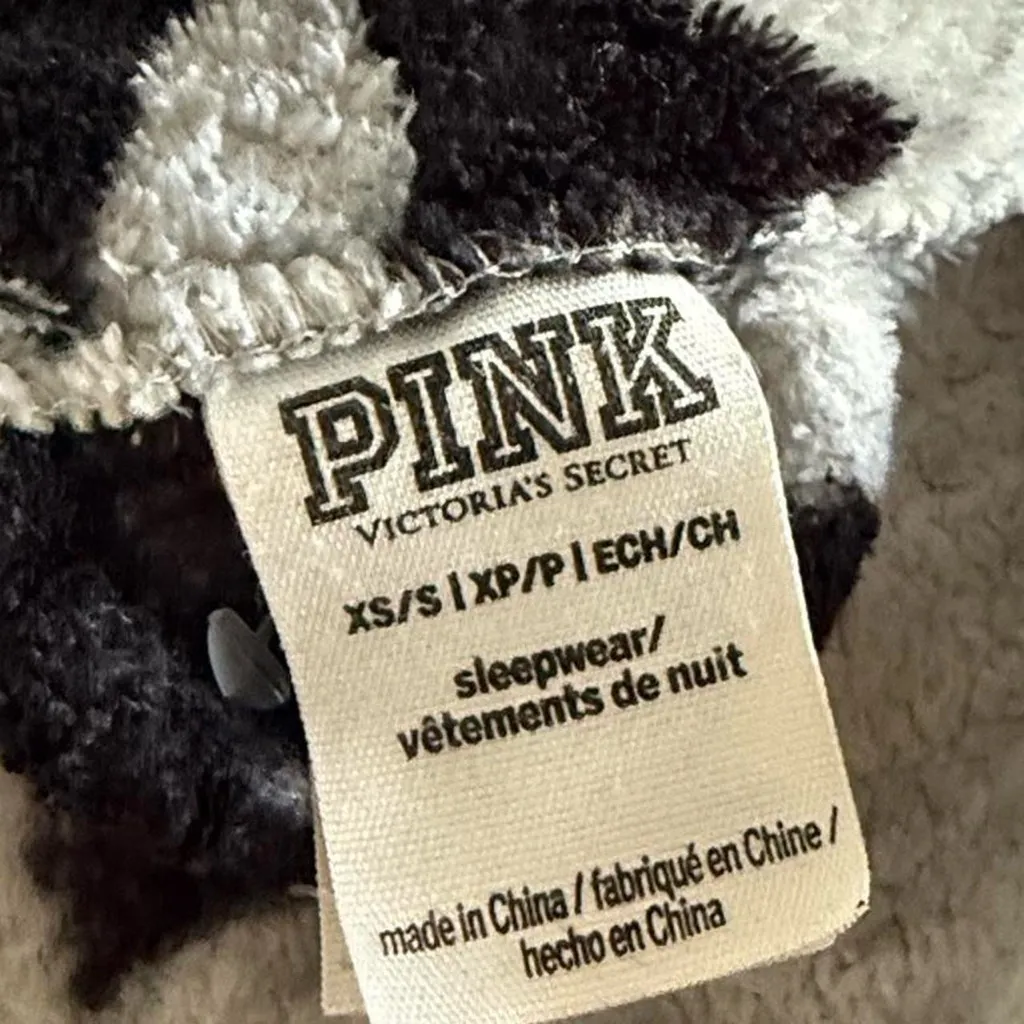 PINK
VICTORIA'S SECRET
XS/S | XP/P | ECH/CH
sleepwear/
vêtements de nuit
made in China / fabriqué en Chine /
hecho en China